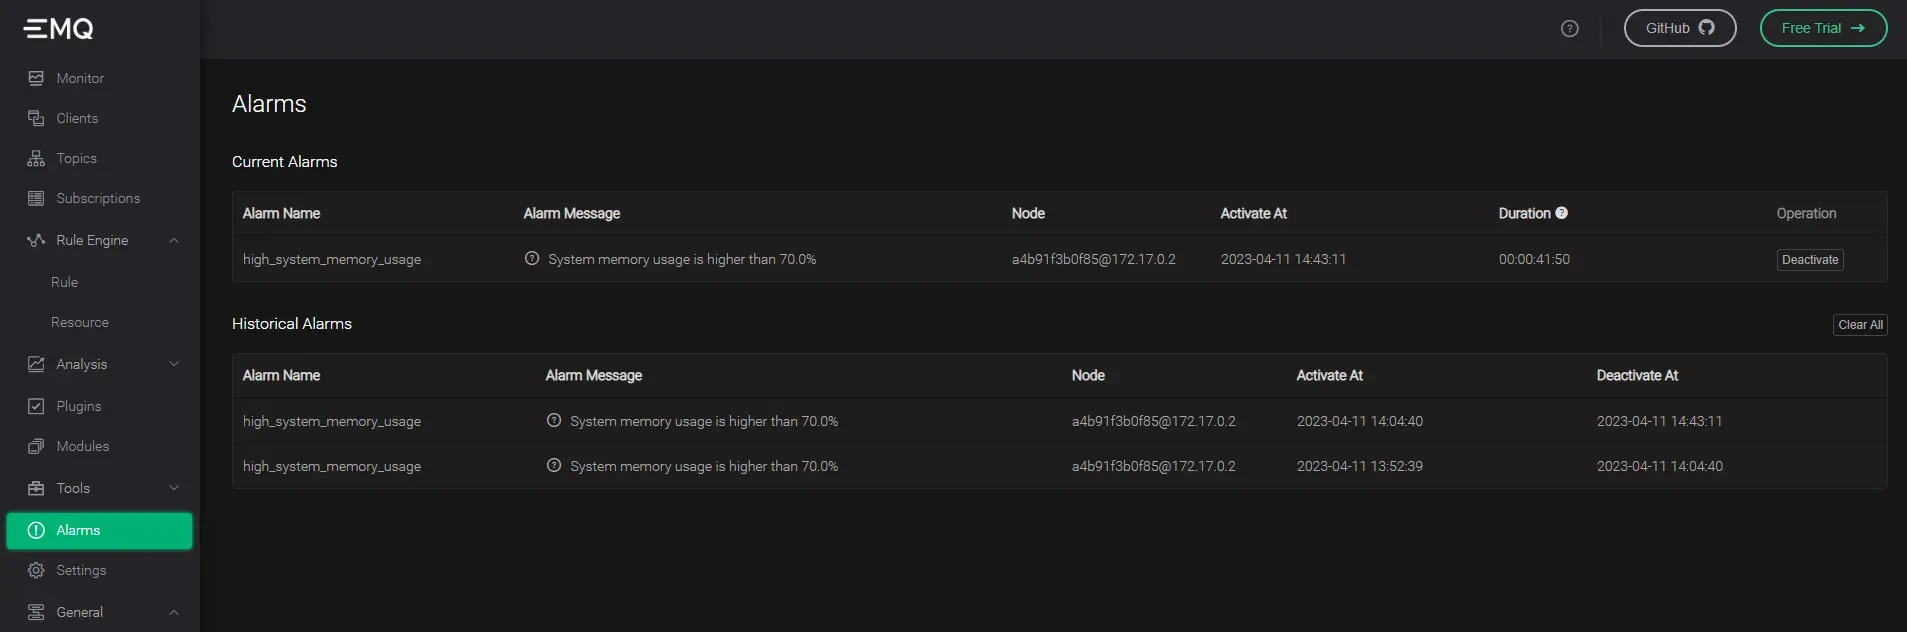 EMQ
GitHub
Free Trial →
Monitor
Clients
Topics
Subscriptions
Rule Engine
Rule
Resource
Analysis
Plugins
Modules
Tools
Alarms
Settings
General
Alarms
Current Alarms
Alarm Name Alarm Message Node Activate At Duration Operation
high_system_memory_usage System memory usage is higher than 70.0% a4b91f3b0f85@172.17.0.2 2023-04-11 14:43:11 00:00:41:50 Deactivate
Historical Alarms Clear All
Alarm Name Alarm Message Node Activate At Deactivate At
high_system_memory_usage System memory usage is higher than 70.0% a4b91f3b0f85@172.17.0.2 2023-04-11 14:04:40 2023-04-11 14:43:11
high_system_memory_usage System memory usage is higher than 70.0% a4b91f3b0f85@172.17.0.2 2023-04-11 13:52:39 2023-04-11 14:04:40